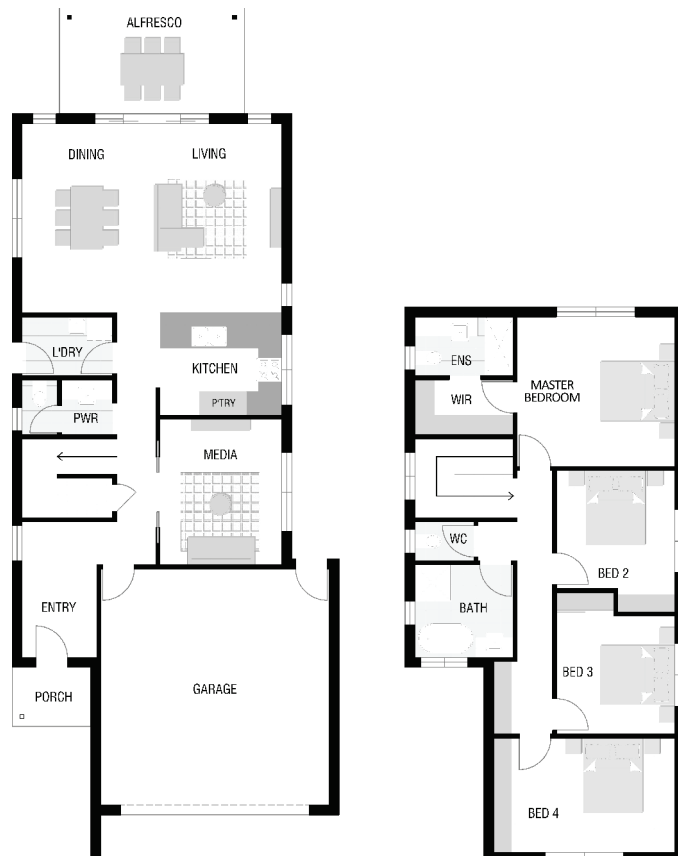 ALFRESCO
DINING
LIVING
L'DRY
KITCHEN
P'TRY
PWR
MEDIA
ENTRY
PORCH
GARAGE
ENS
WIR
MASTER
BEDROOM
WC
BED 2
BATH
BED 3
BED 4